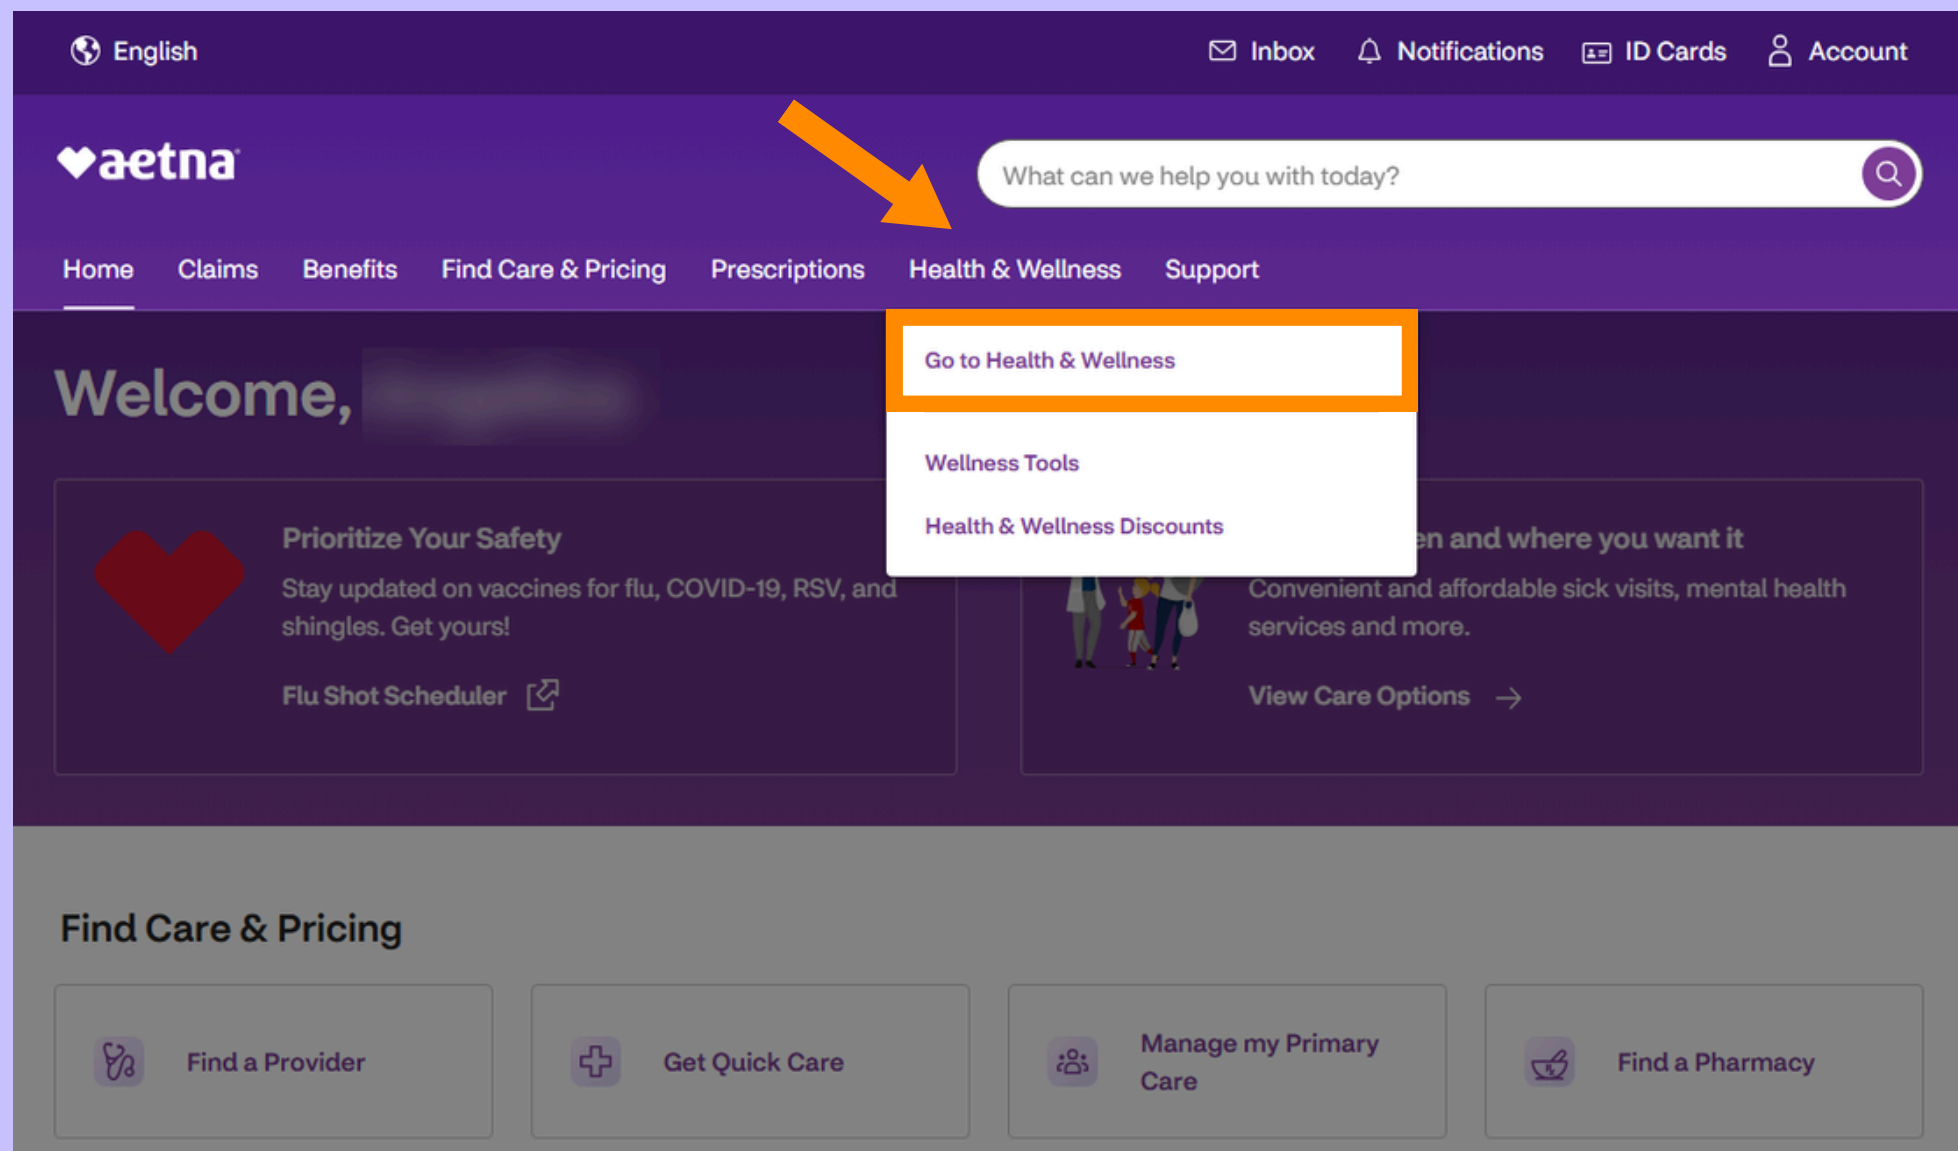 English
Inbox
Notifications
ID Cards
Account
aetna
What can we help you with today?
Home
Claims
Benefits
Find Care & Pricing
Prescriptions
Health & Wellness
Support
Go to Health & Wellness
Wellness Tools
Health & Wellness Discounts
Welcome,
Prioritize Your Safety
Stay updated on vaccines for flu, COVID-19, RSV, and
shingles. Get yours!
Flu Shot Scheduler
and where you want it
Convenient and affordable sick visits, mental health
services and more.
View Care Options
Find Care & Pricing
Find a Provider
Get Quick Care
Manage my Primary
Care
Find a Pharmacy